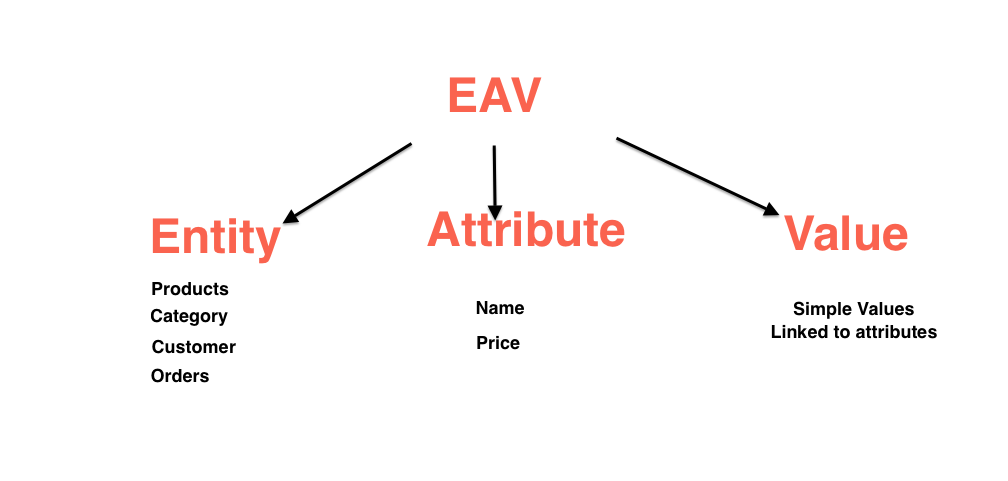 EAV
Entity
Attribute
Value
Products
Category
Customer
Orders
Name
Price
Simple Values
Linked to attributes